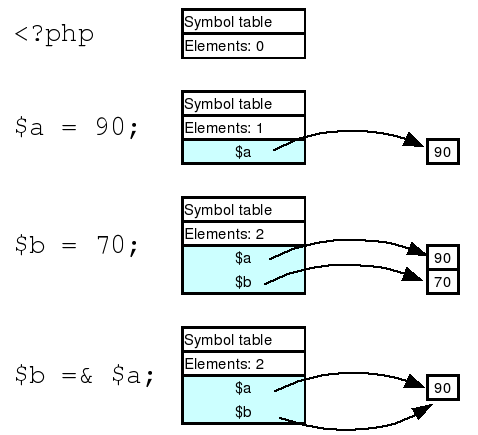 <?php
Symbol table
Elements: 0
$a = 90;
Symbol table
Elements: 1
$a
90
$b = 70;
Symbol table
Elements: 2
$a
90
$b
70
$b =& $a;
Symbol table
Elements: 2
$a
90
$b